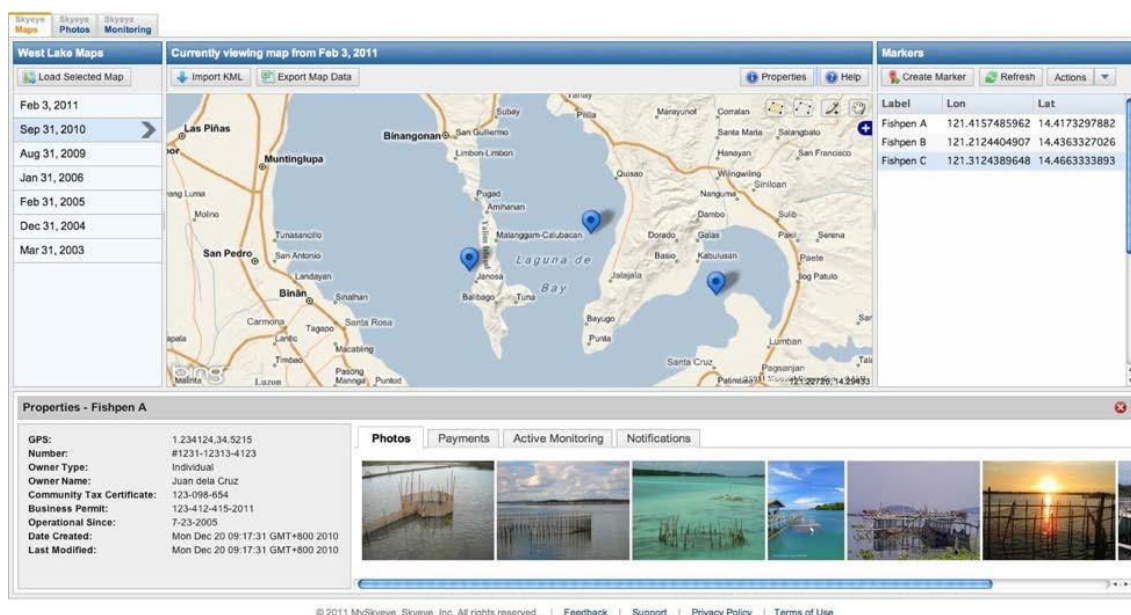 Skyeye Maps
Skyeye Photos
Skyeye Monitoring
West Lake Maps
Load Selected Map
Feb 3, 2011
Sep 31, 2010
Aug 31, 2009
Jan 31, 2006
Feb 31, 2005
Dec 31, 2004
Mar 31, 2003
Currently viewing map from Feb 3, 2011
Import KML
Export Map Data
Properties
Help
Subay
Pililla
Marayunot
Corralan
Las Piñas
Binangonan
San Guillermo
Santa Maria
Salangbato
Limbon-Limbon
Hanayan
San Francisco
Muntinglupa
Quisao
Wilngwiling
Siniloan
Pugad
Nanguma
Amihanan
Molino
Dambo
Sulib
Tunasancillo
Malanggam-Calubacan
Dorado
Galas
Pakil
Serena
San Pedro
San Antonio
Laguna de
Bay
Basio
Kabulusan
Paete
Landayan
Janosa
Jalajala
Binãn
Sinalhan
Balibago
Tuna
Carmona
Tagapo
Santa Rosa
Bayugo
Punta
Lantic
Macabling
Lumban
Timbao
Santa Cruz
Pagsanjan
bing
Pasong
Malinta
Luzon
Manngal
Puntod
121.22729, 14.29433
Markers
Create Marker
Refresh
Actions
Label Lon Lat
Fishpen A 121.4157485962 14.4173297882
Fishpen B 121.2124404907 14.4363327026
Fishpen C 121.3124389648 14.4663333893
Properties - Fishpen A
GPS: 1.234124,34.5215
Number: #1231-12313-4123
Owner Type: Individual
Owner Name: Juan dela Cruz
Community Tax Certificate: 123-098-654
Business Permit: 123-412-415-2011
Operational Since: 7-23-2005
Date Created: Mon Dec 20 09:17:31 GMT+800 2010
Last Modified: Mon Dec 20 09:17:31 GMT+800 2010
Photos
Payments
Active Monitoring
Notifications
© 2011 MySkyeye, Skyeye, Inc. All rights reserved. | Feedback | Support | Privacy Policy | Terms of Use